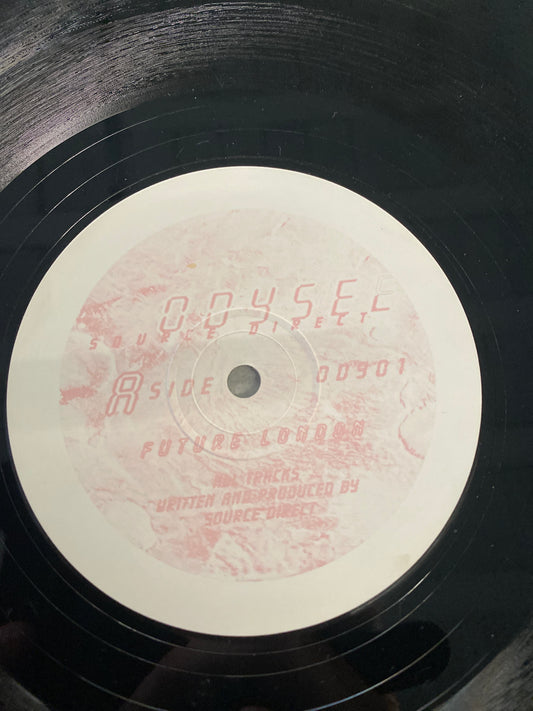 ODYSEE
SOURCE DIRECT
A SIDE OD901
FUTURE LONDON
ALL TRACKS
WRITTEN AND PRODUCED BY
SOURCE DIRECT